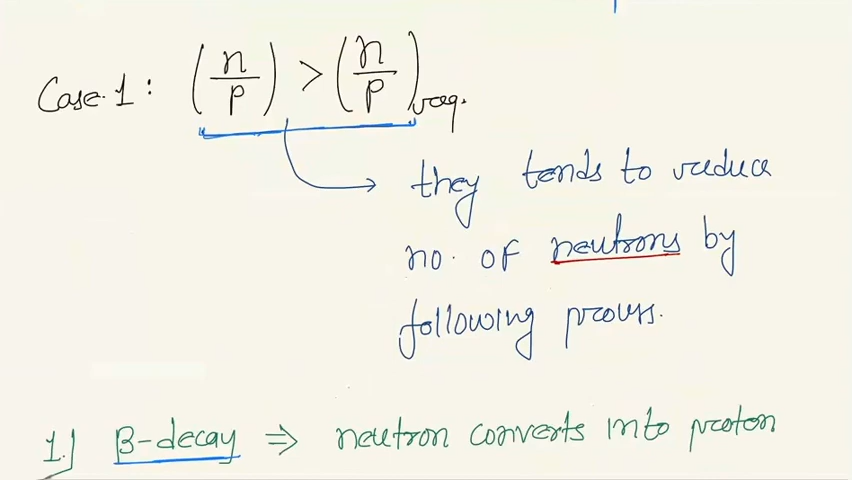 Case.1 : (n/p) > (n/p)req.
they tends to reduce
no. of neutrons by
following process.
1.] β-decay ⇒ neutron converts into proton